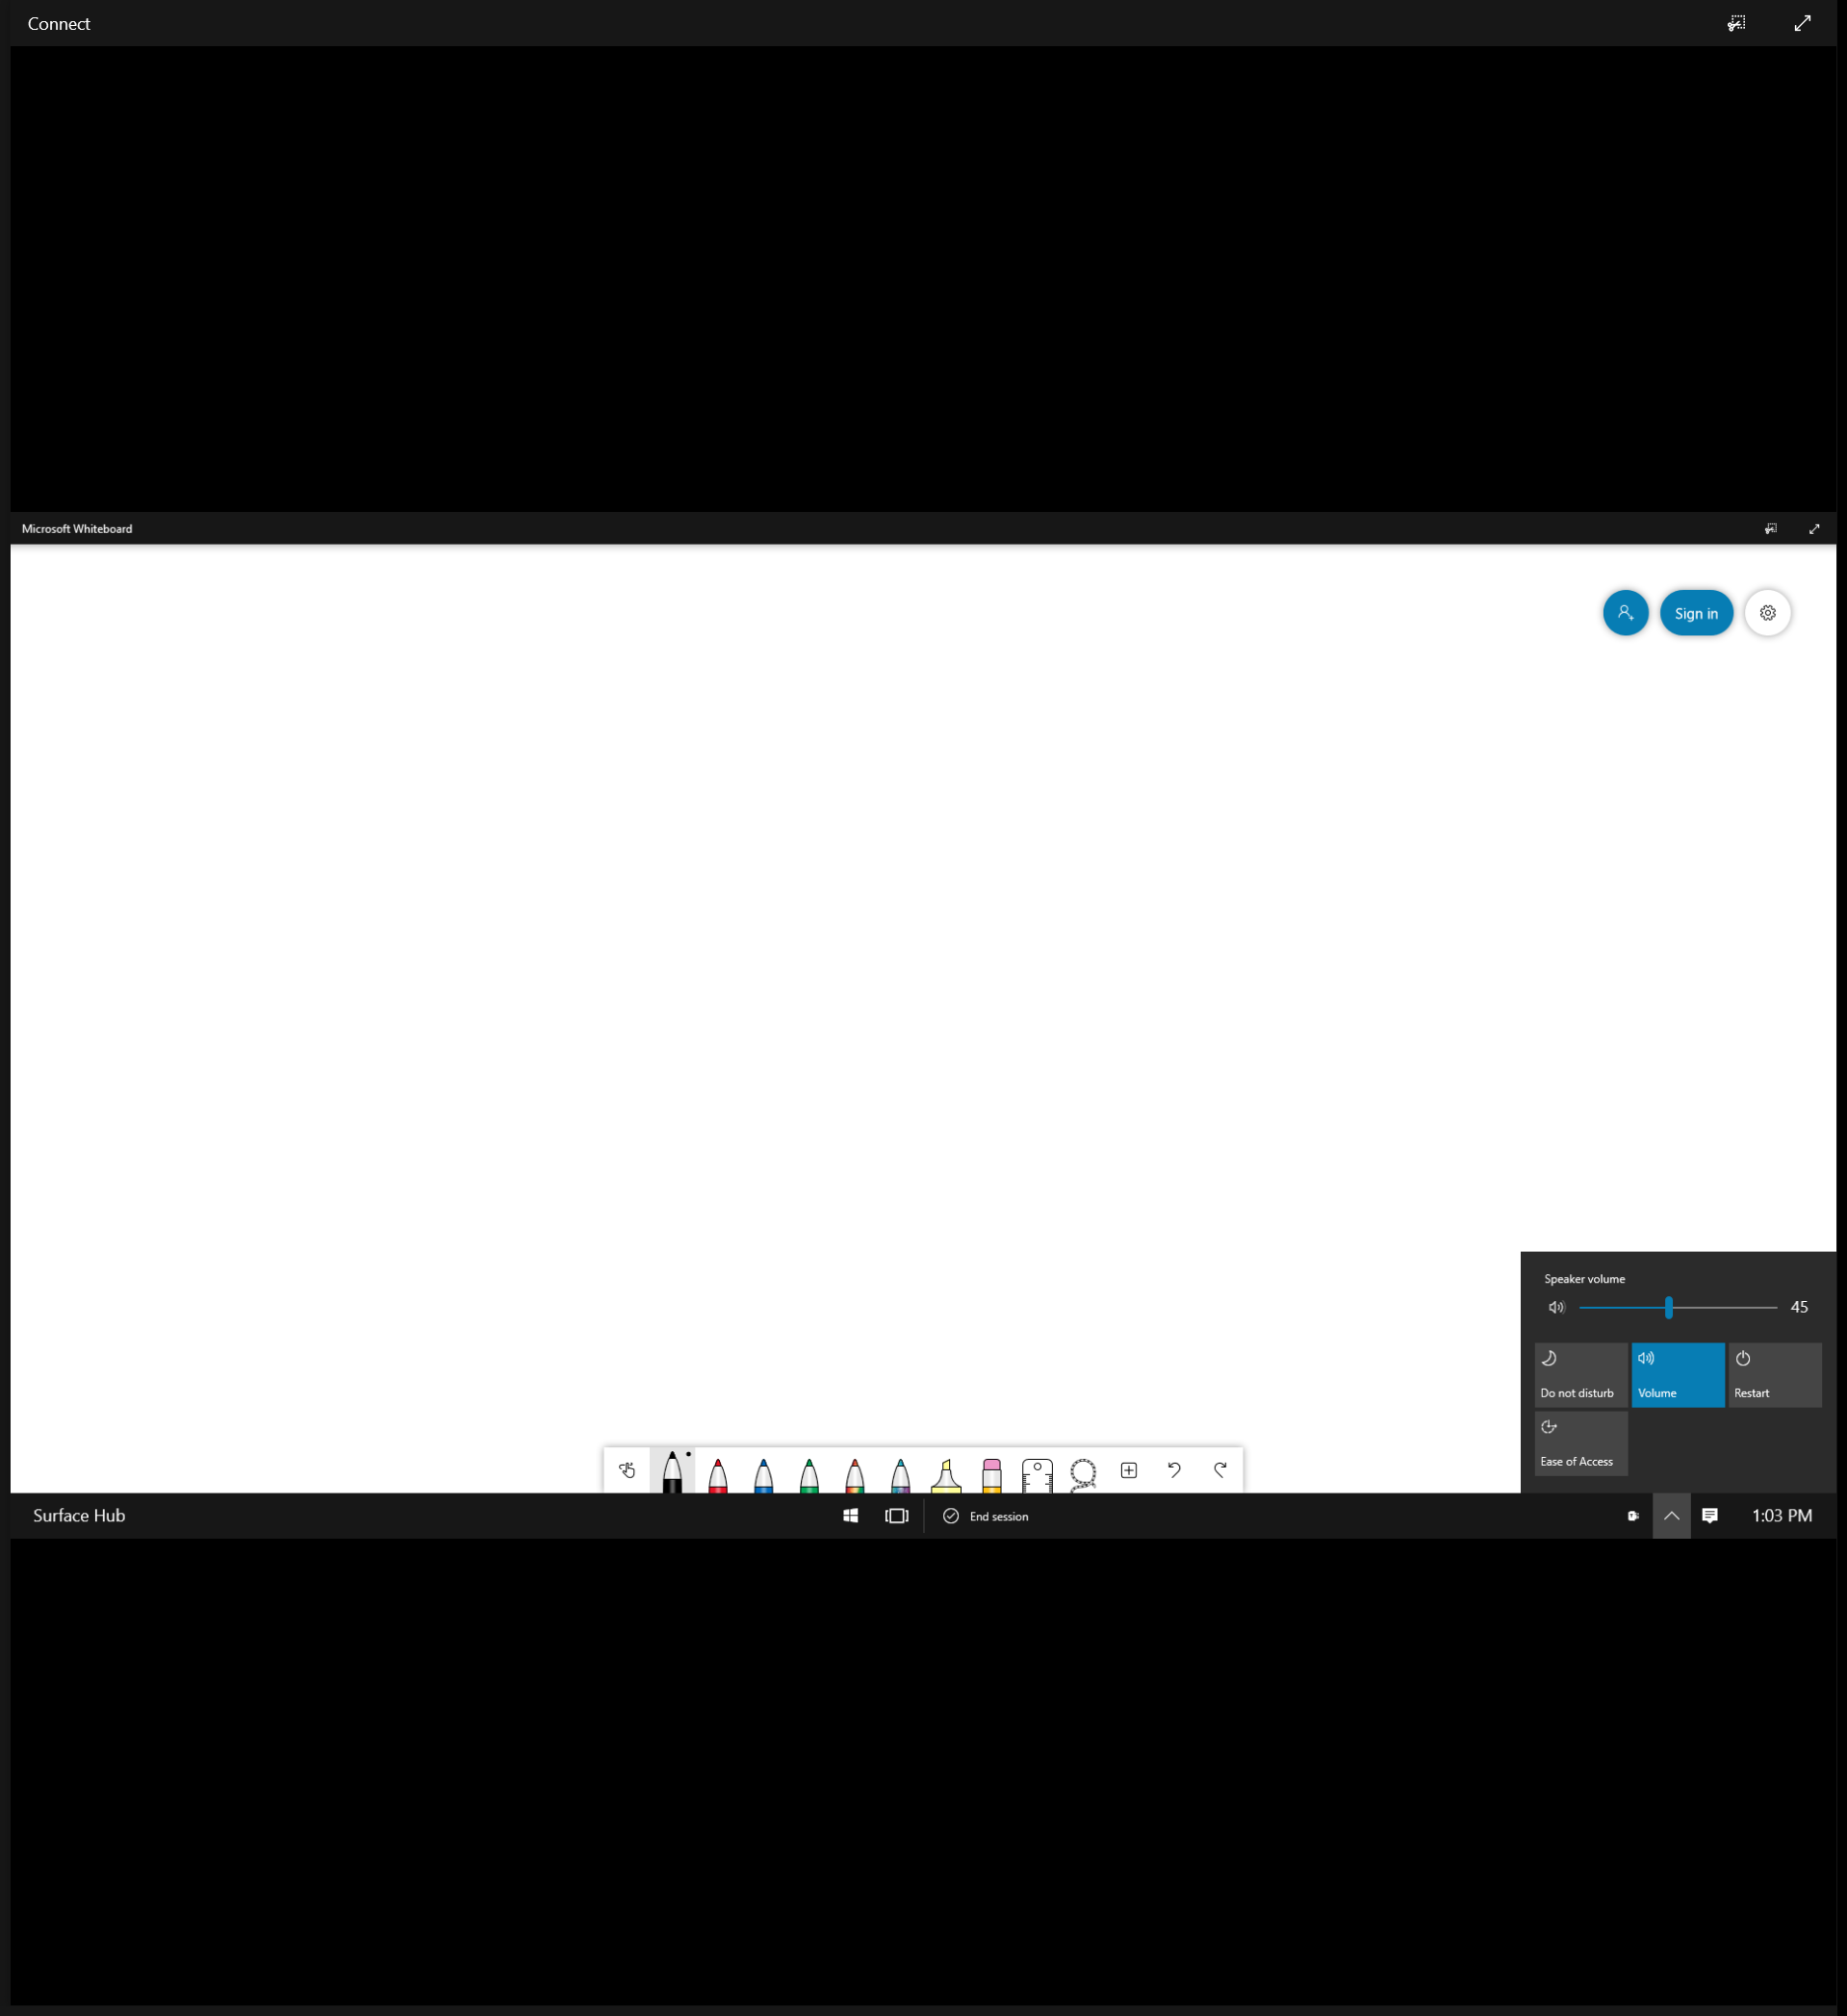 Connect
Microsoft Whiteboard
Sign in
Speaker volume
45
Do not disturb
Volume
Restart
Ease of Access
Surface Hub
End session
1:03 PM